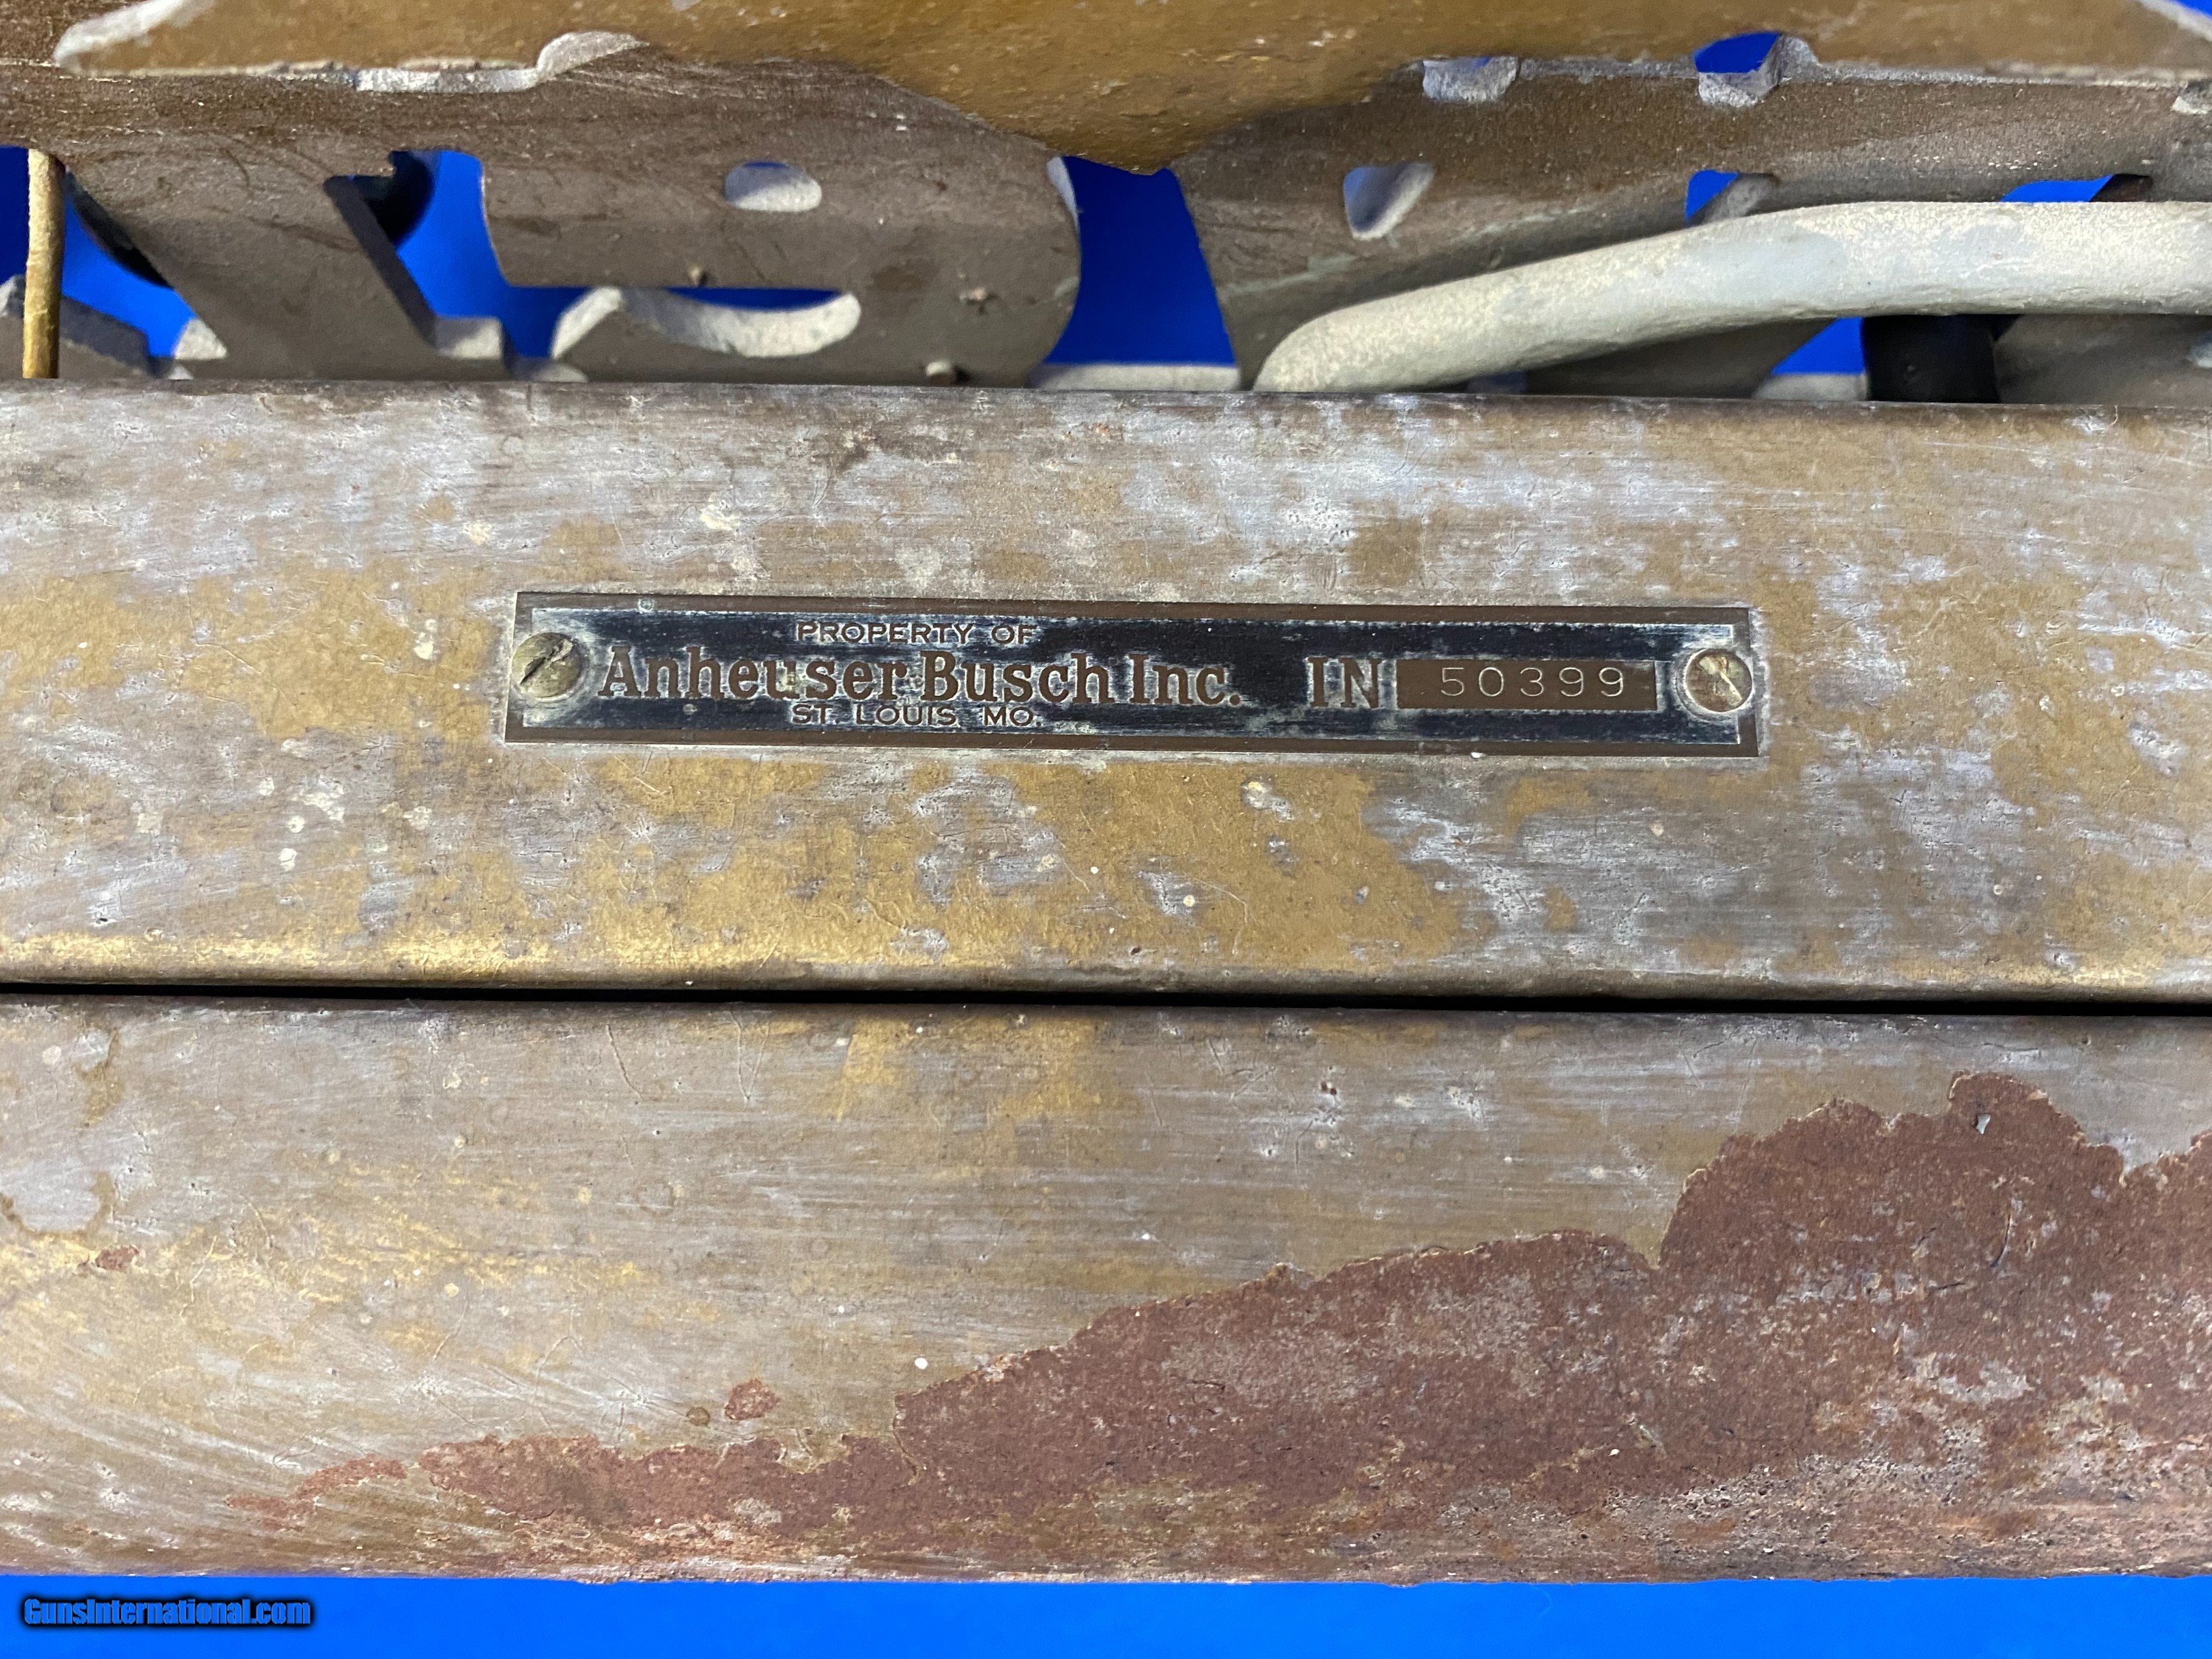 PROPERTY OF
Anheuser Busch Inc. IN 50399
ST. LOUIS MO.
GunsInternational.com